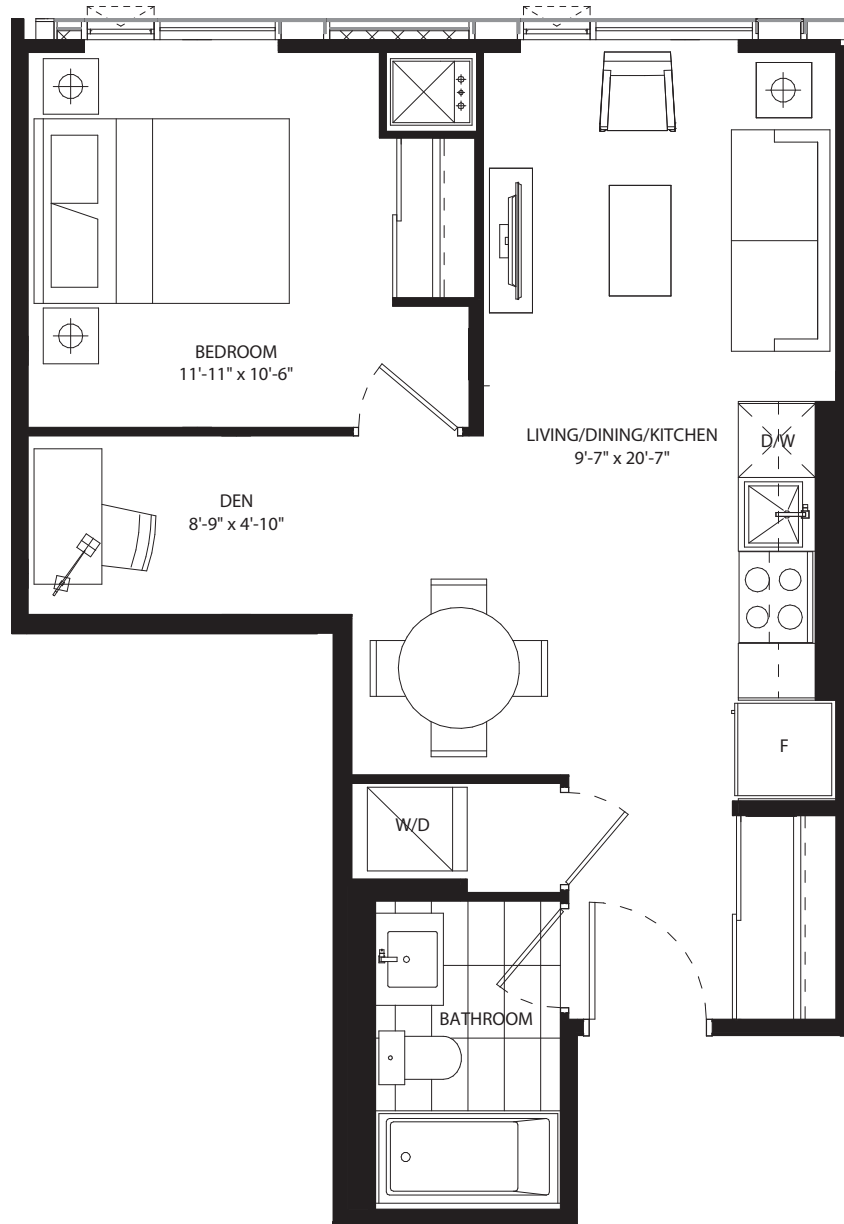 BEDROOM
11'-11" x 10'-6"
LIVING/DINING/KITCHEN
9'-7" x 20'-7"
D/W
DEN
8'-9" x 4'-10"
F
W/D
BATHROOM